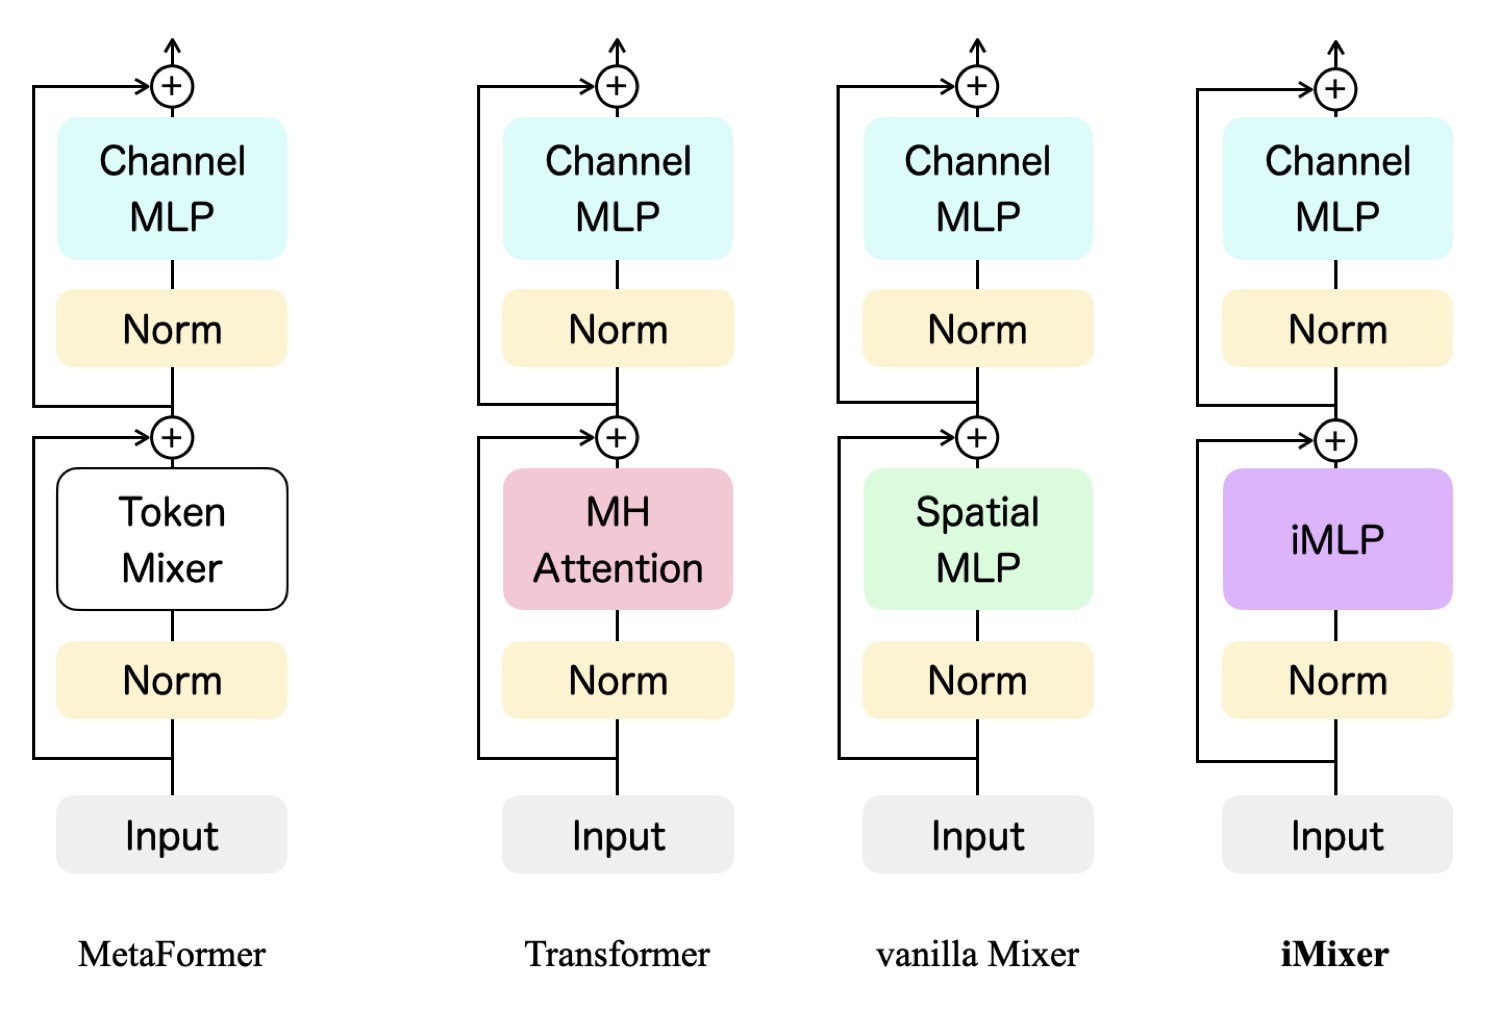 +
Channel
MLP
Norm
+
Token
Mixer
Norm
Input
MetaFormer
+
Channel
MLP
Norm
+
MH
Attention
Norm
Input
Transformer
+
Channel
MLP
Norm
+
Spatial
MLP
Norm
Input
vanilla Mixer
+
Channel
MLP
Norm
+
iMLP
Norm
Input
iMixer